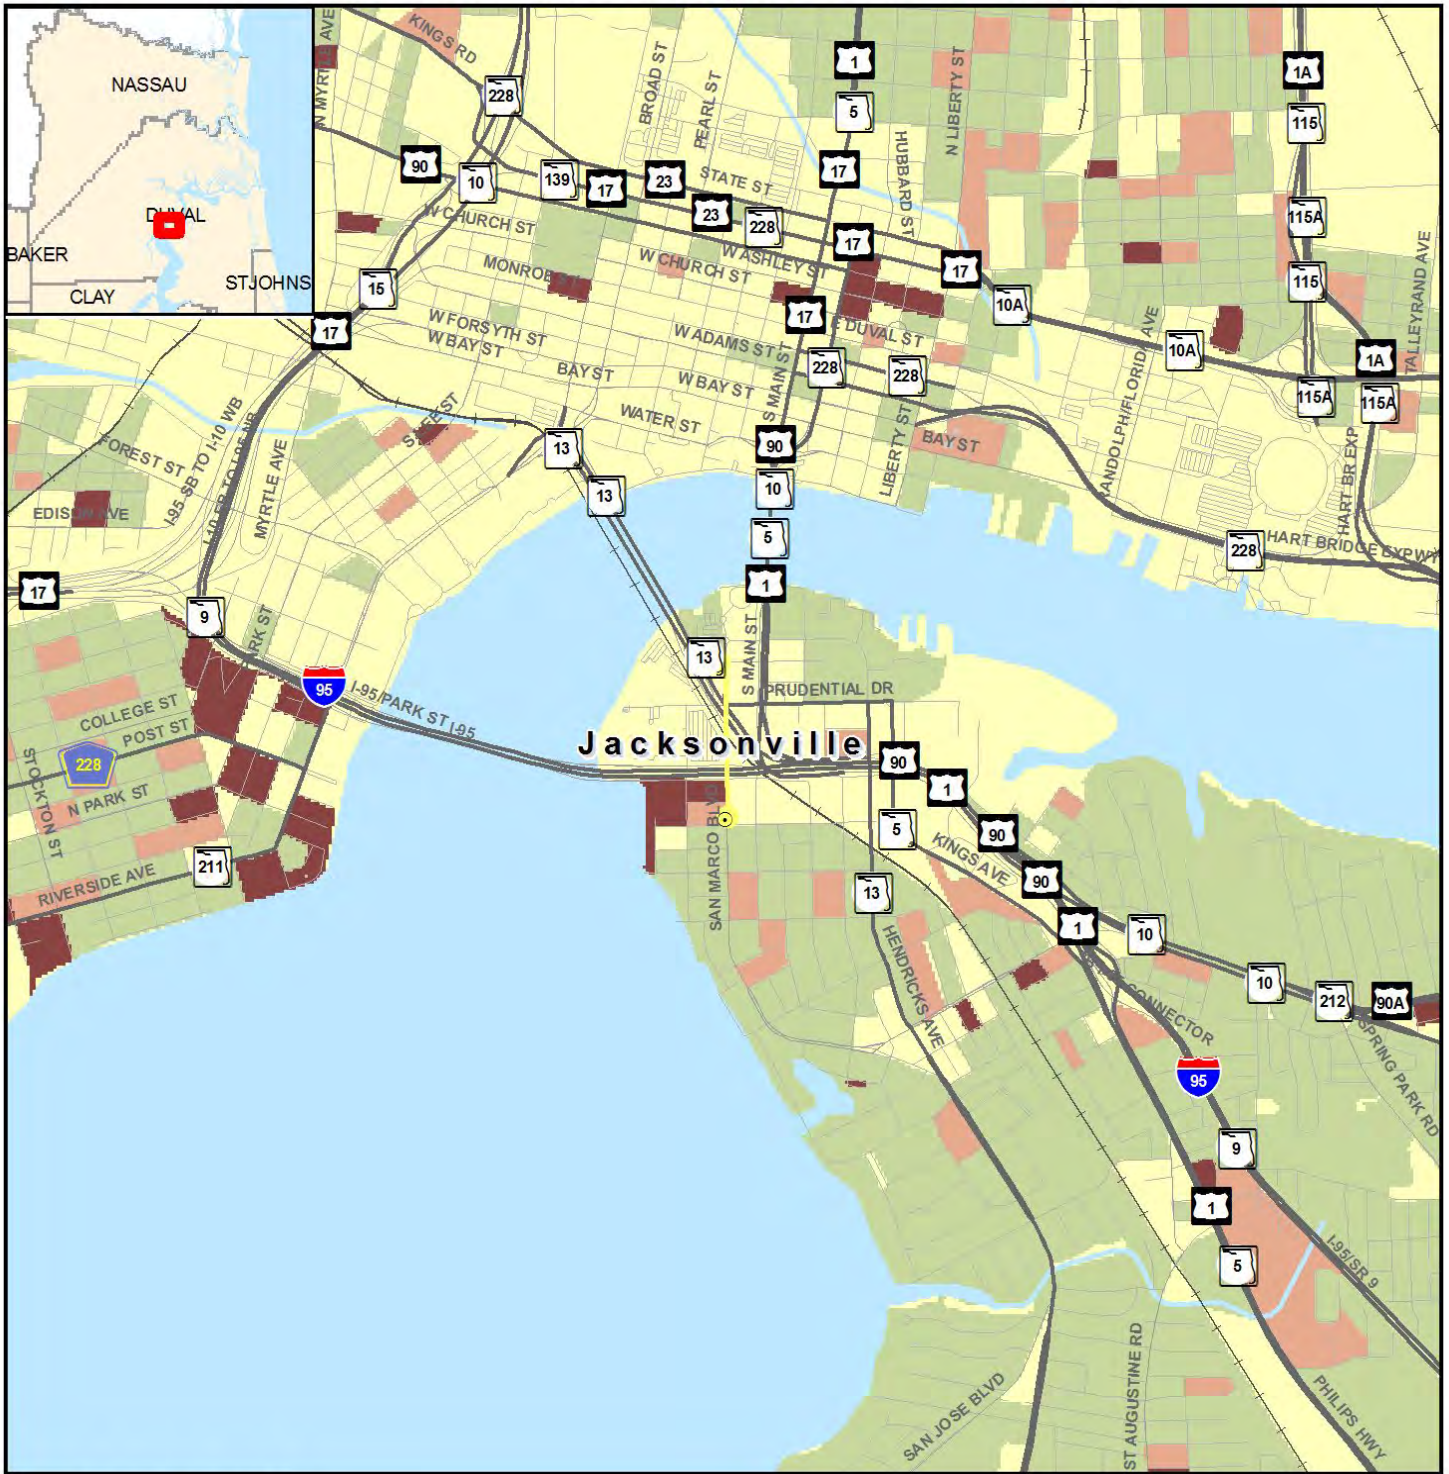 NASSAU
DUVAL
BAKER
CLAY
ST JOHNS
N MYRTLE AVE
KINGS RD
228
BROAD ST
PEARL ST
1
5
HUBBARD ST
N LIBERTY ST
1A
115
90
10
139
17
23
STATE ST
17
23
228
17
17
115A
W CHURCH ST
W CHURCH ST
W ASHLEY ST
MONROE ST
15
10A
115
TALLEYRAND AVE
17
W FORSYTH ST
W BAY ST
W ADAMS ST
17
E DUVAL ST
S MAIN ST
10A
1A
RANDOLPH/FLORIDA AVE
BAY ST
W BAY ST
228
228
115A
115A
WATER ST
LIBERTY ST
BAY ST
FOREST ST
I-95 SB TO I-10 WB
I-10 EB TO I-95 NB
MYRTLE AVE
13
90
HART BR EXP
EDISON AVE
13
10
5
228
HART BRIDGE EXPWY
17
9
1
PARK ST
13
S MAIN ST
95
I-95/PARK ST
I-95
PRUDENTIAL DR
COLLEGE ST
POST ST
Jacksonville
228
STOCKTON ST
N PARK ST
90
1
SAN MARCO BLVD
5
90
KINGS AVE
RIVERSIDE AVE
211
90
13
1
10
HENDRICKS AVE
10
212
90A
CONNECTOR
SPRING PARK RD
95
9
1
5
I-95/SR 9
SAN JOSE BLVD
ST AUGUSTINE RD
PHILIPS HWY